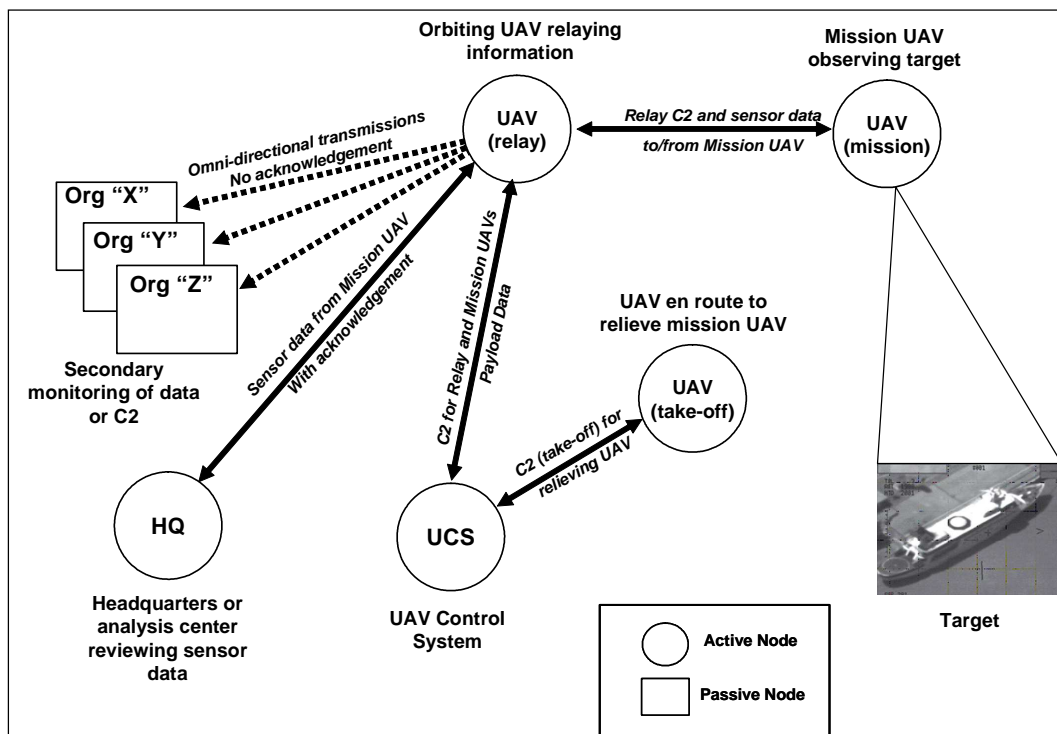 Orbiting UAV relaying
information
Mission UAV
observing target
UAV
(relay)
Relay C2 and sensor data
to/from Mission UAV
UAV
(mission)
Omni-directional transmissions
No acknowledgement
Org “X”
Org “Y”
Org “Z”
Secondary
monitoring of data
or C2
Sensor data from Mission UAV
With acknowledgement
C2 for Relay and Mission UAVs
Payload Data
UAV en route to
relieve mission UAV
UAV
(take-off)
C2 (take-off) for
relieving UAV
HQ
Headquarters or
analysis center
reviewing sensor
data
UCS
UAV Control
System
Target
Active Node
Passive Node